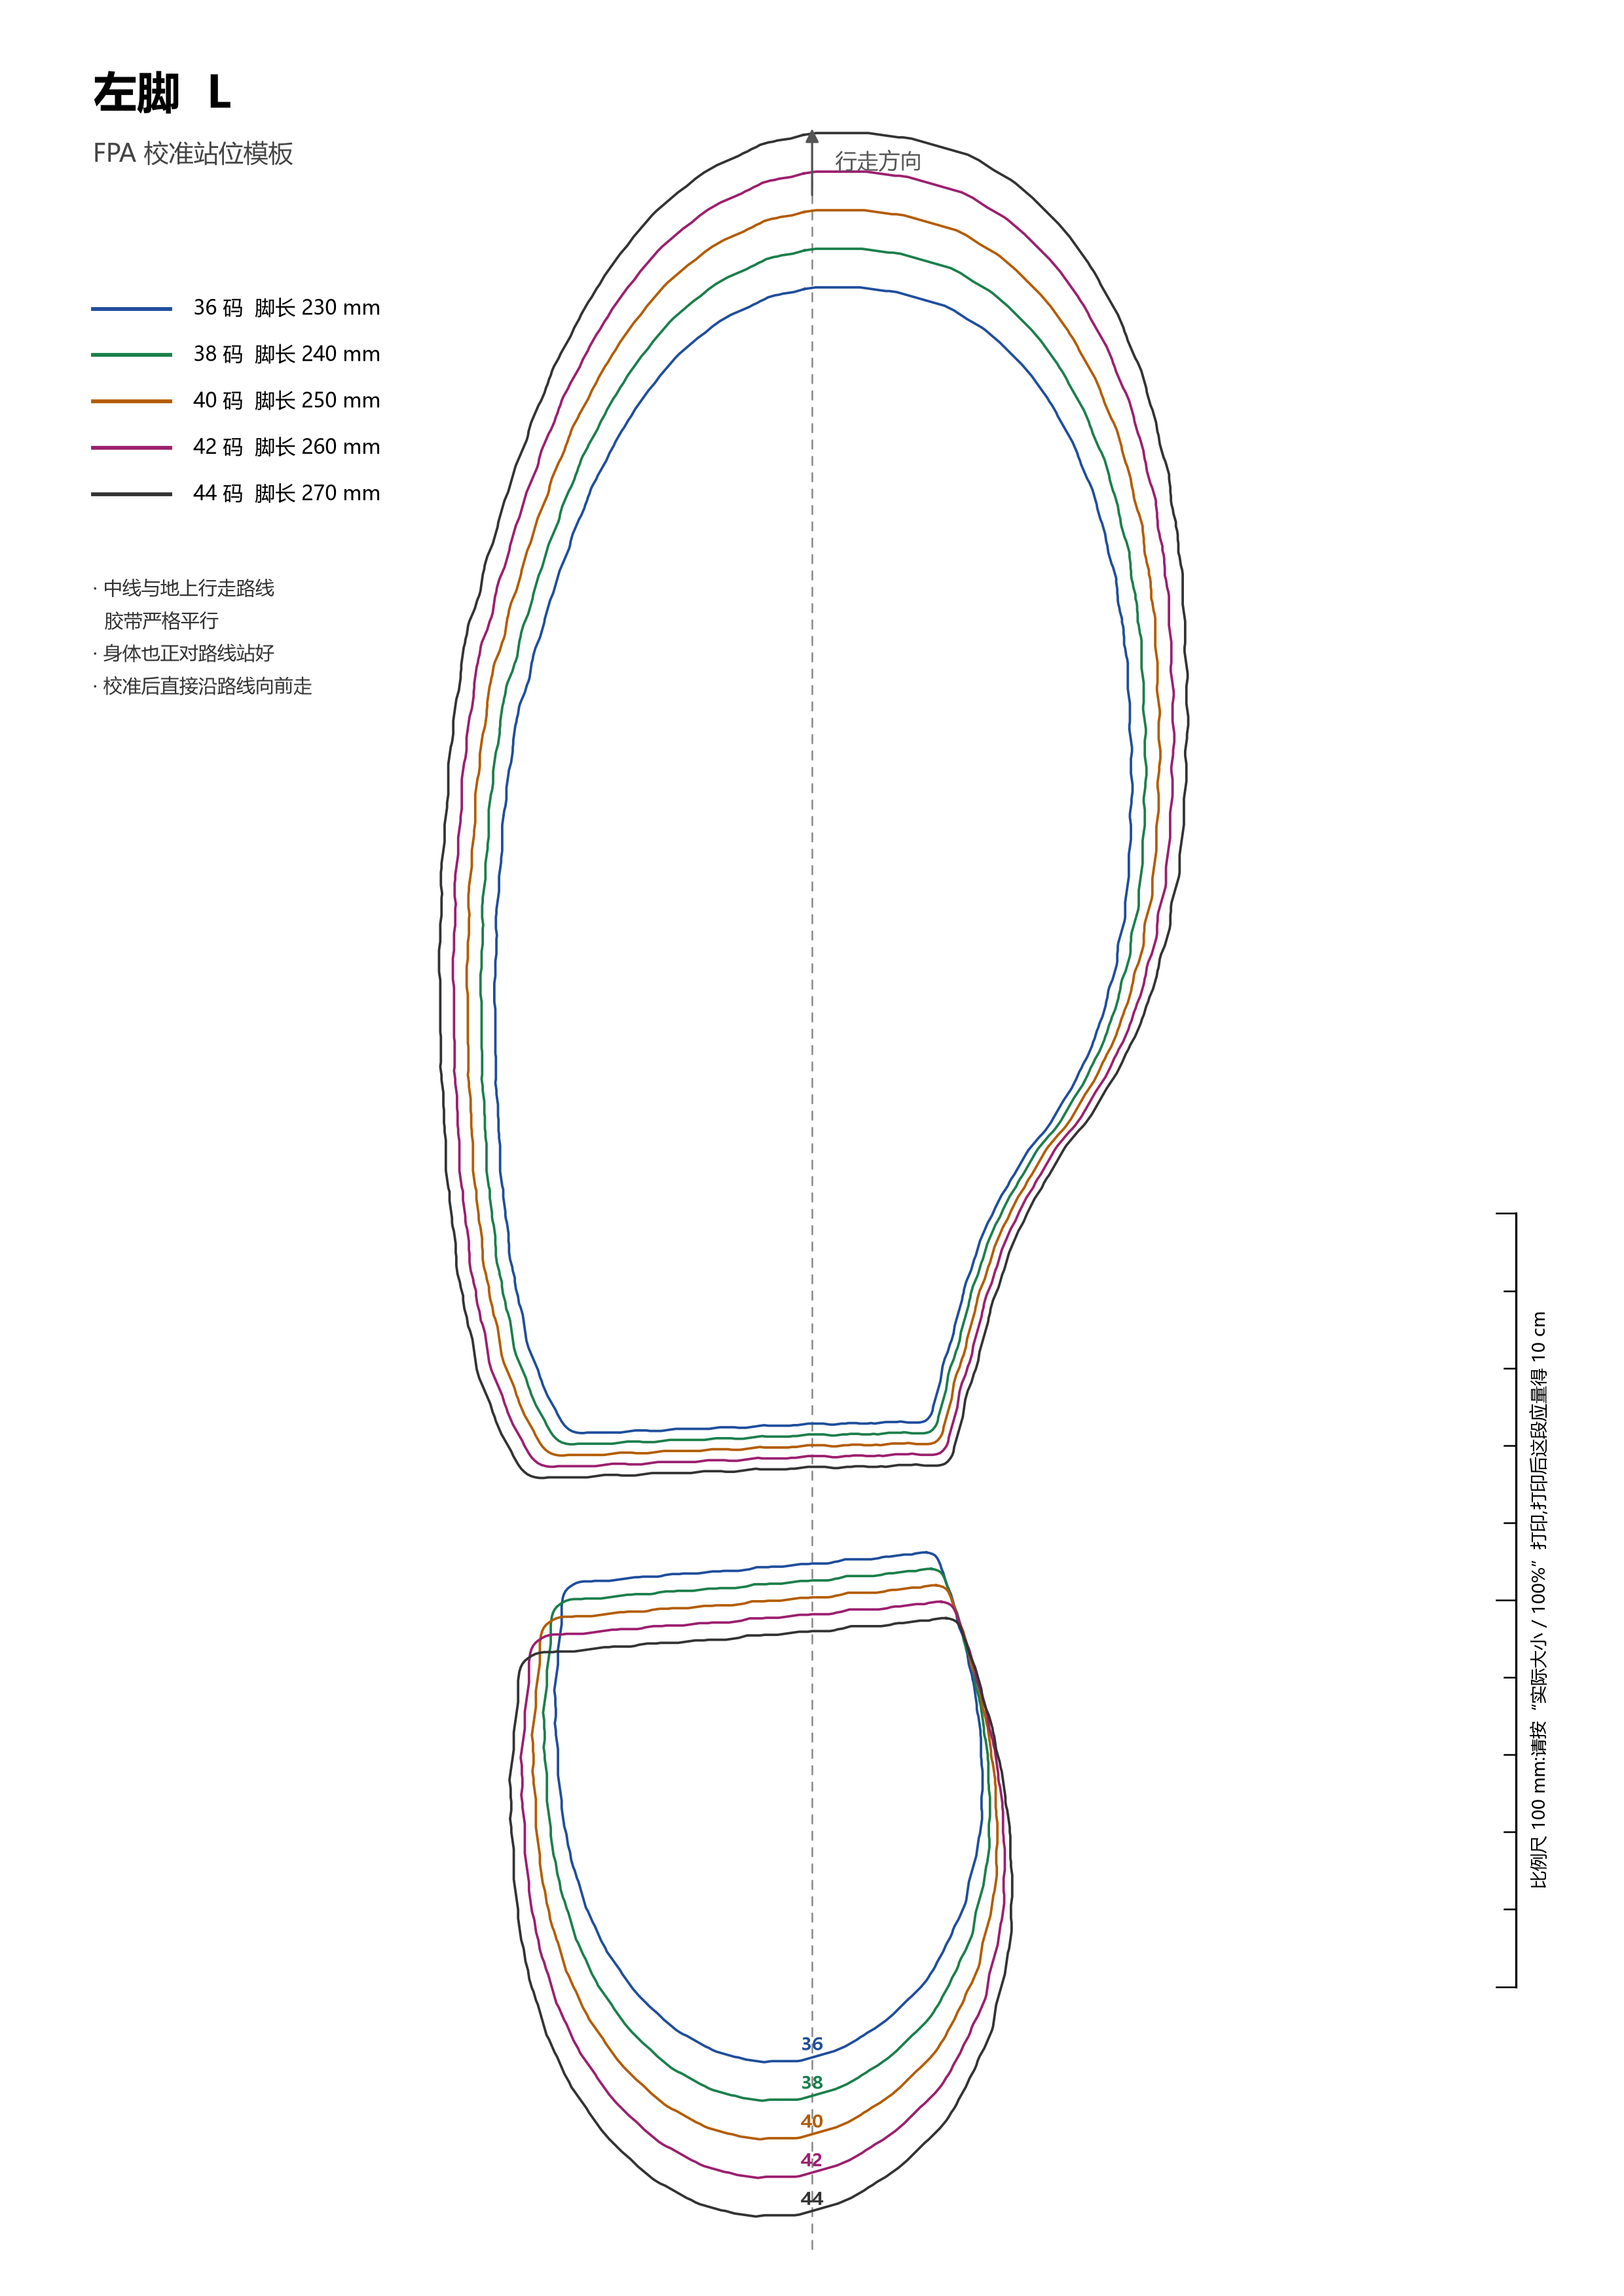 左脚 L
FPA 校准站位模板
行走方向
36 码 脚长 230 mm
38 码 脚长 240 mm
40 码 脚长 250 mm
42 码 脚长 260 mm
44 码 脚长 270 mm
· 中线与地上行走路线
胶带严格平行
· 身体也正对路线站好
· 校准后直接沿路线向前走
比例尺 100 mm:请按“实际大小 / 100%”打印,打印后这段应量得 10 cm
36
38
40
42
44